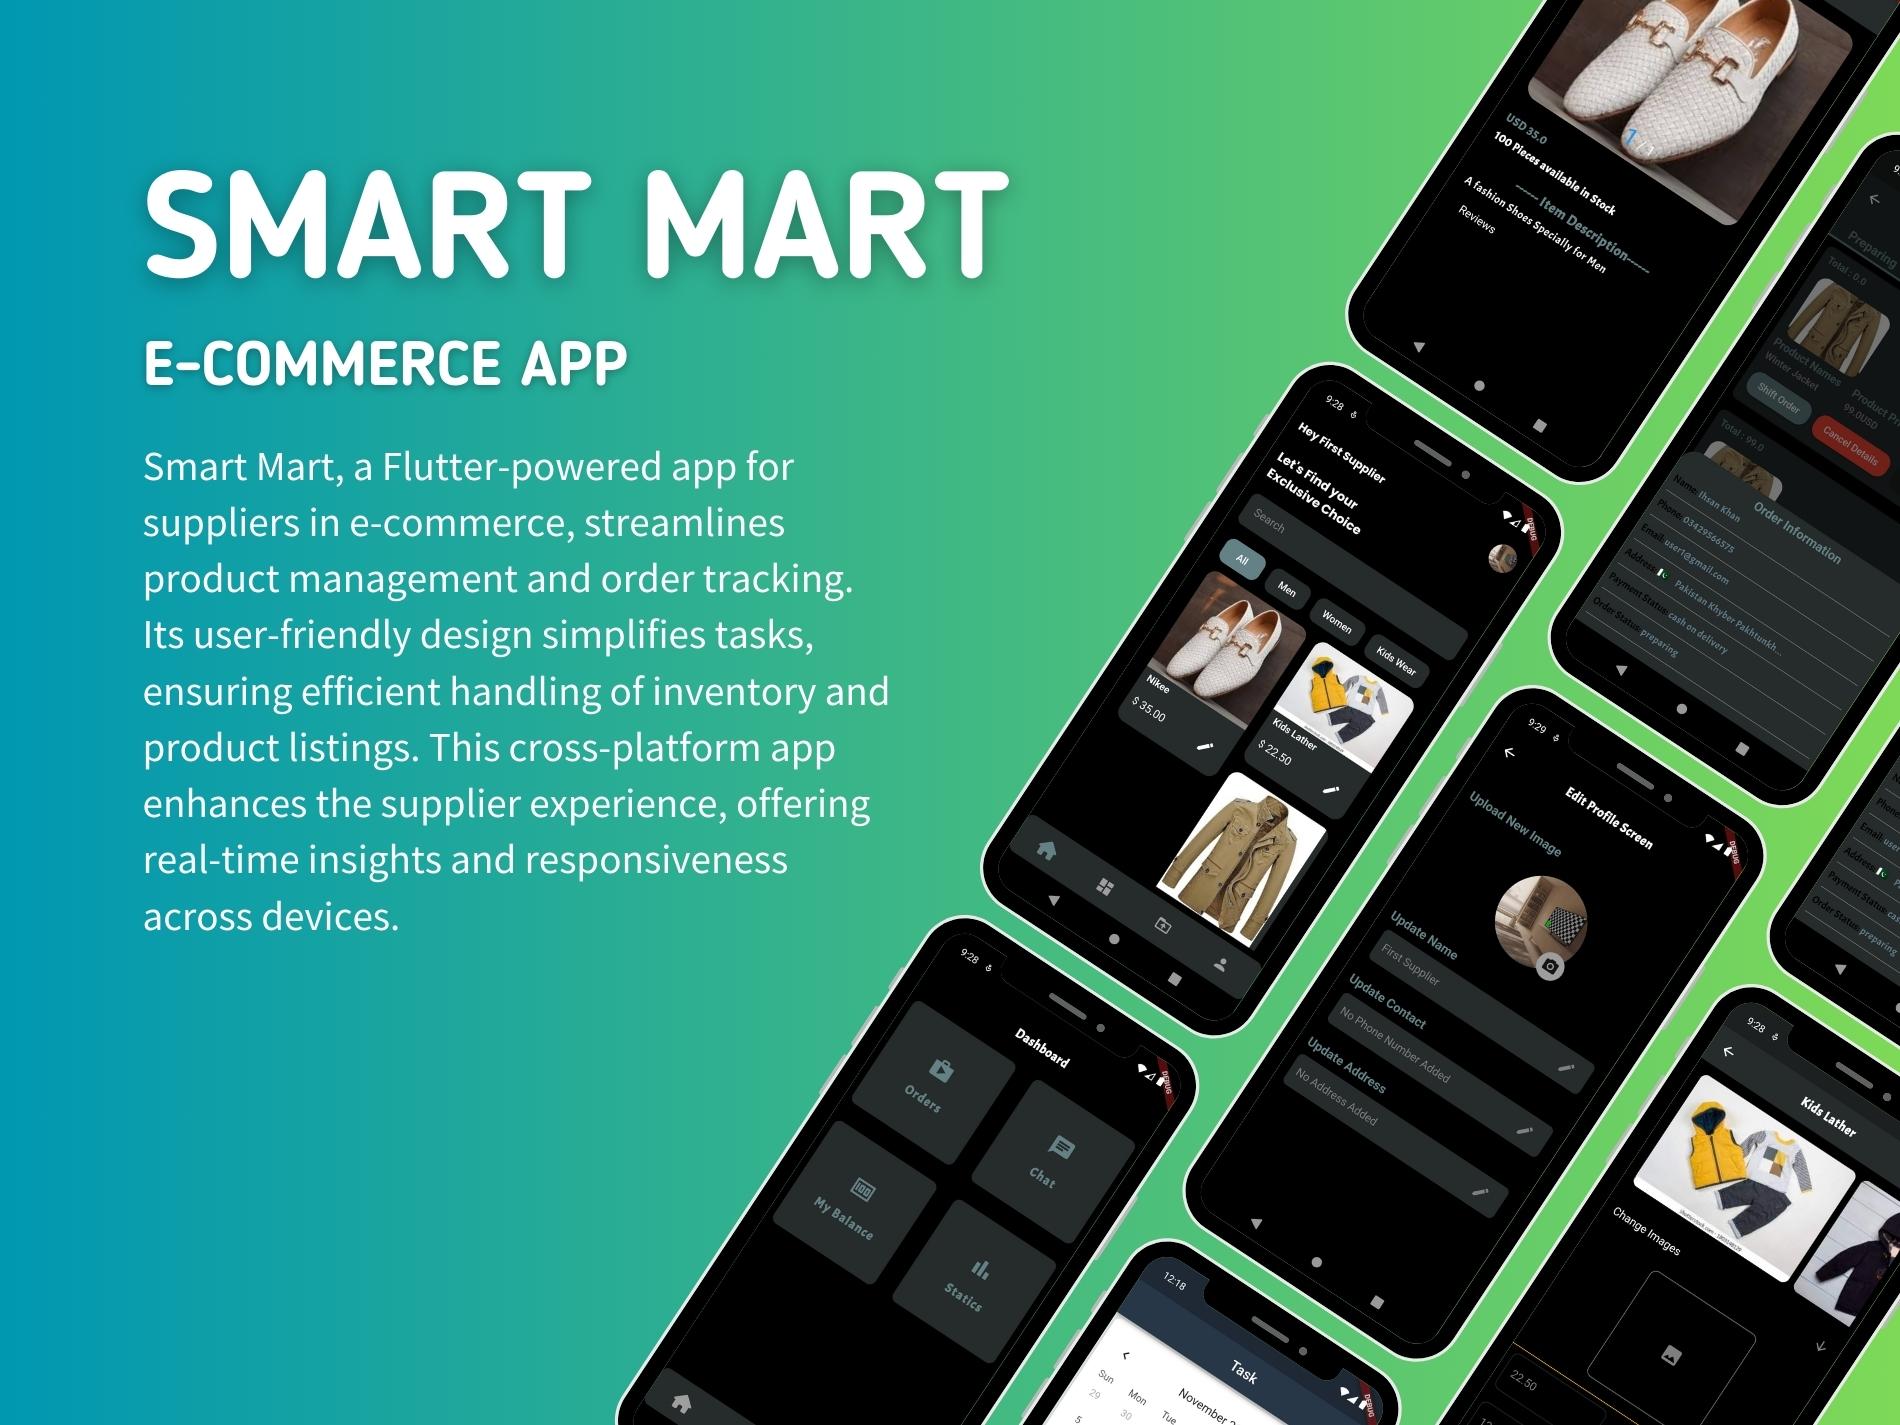 SMART MART
E-COMMERCE APP
Smart Mart, a Flutter-powered app for
suppliers in e-commerce, streamlines
product management and order tracking.
Its user-friendly design simplifies tasks,
ensuring efficient handling of inventory and
product listings. This cross-platform app
enhances the supplier experience, offering
real-time insights and responsiveness
across devices.
USD 35.0
100 Pieces available in Stock
------ Item Description------
A fashion Shoes Specially for Men
Reviews
Preparing
Total : 0.0
Product Names
Winter Jacket
99.0USD
Shift Order
Cancel Details
Total : 99.0
Order Information
Name: Ihsan Khan
Phone: 03429566575
Email: user1@gmail.com
Address: Pakistan Khyber Pakhtunkh...
Payment Status: cash on delivery
Order Status: preparing
9:28
DEBUG
Hey First Supplier
Let's Find your
Exclusive Choice
Search
All
Men
Women
Kids Wear
Nikee
$ 35.00
Kids Lather
$ 22.50
9:29
DEBUG
Edit Profile Screen
Upload New Image
Update Name
First Supplier
Update Contact
No Phone Number Added
Update Address
No Address Added
Address:
Payment Status:
Order Status: preparing
9:28
DEBUG
Dashboard
Orders
Chat
My Balance
100
Statics
12:18
DEBUG
Task
November
Sun
Mon
Tue
29
30
5
9:28
Kids Lather
Change Images
22.50